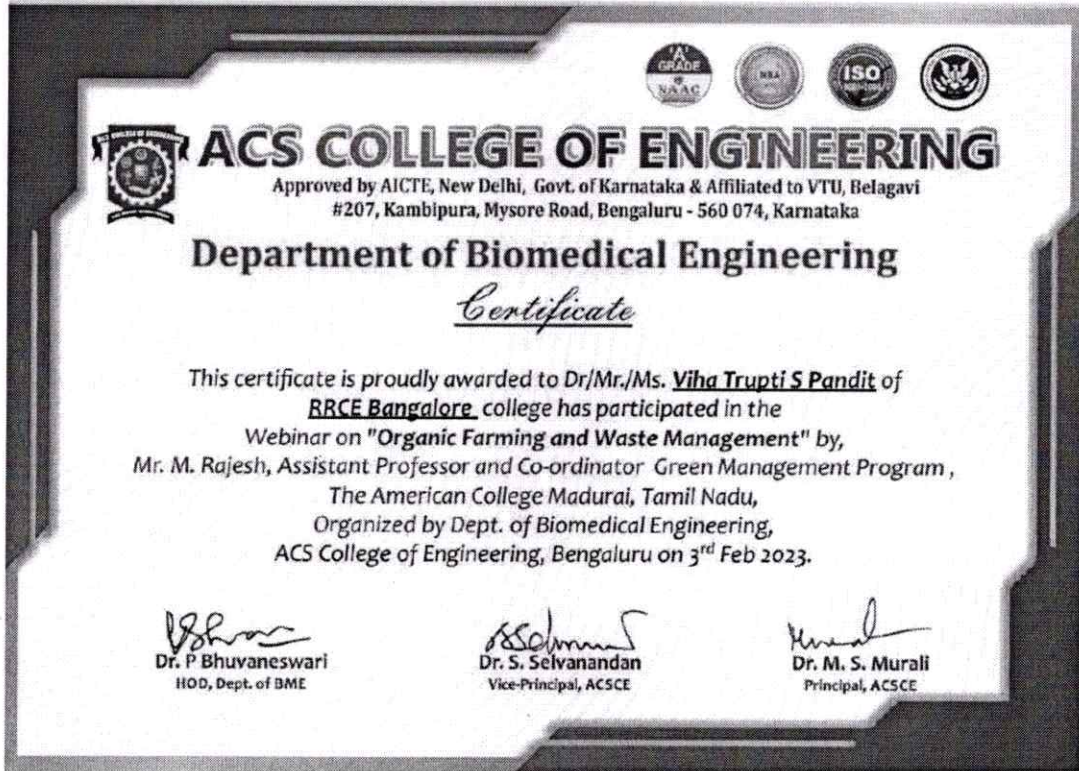 'A'
GRADE
NAAC
NBA
ISO
ACS COLLEGE OF ENGINEERING
Approved by AICTE, New Delhi, Govt. of Karnataka & Affiliated to VTU, Belagavi
#207, Kambipura, Mysore Road, Bengaluru - 560 074, Karnataka
Department of Biomedical Engineering
Certificate
This certificate is proudly awarded to Dr/Mr./Ms. Viha Trupti S Pandit of
RRCE Bangalore college has participated in the
Webinar on "Organic Farming and Waste Management" by,
Mr. M. Rajesh, Assistant Professor and Co-ordinator Green Management Program ,
The American College Madurai, Tamil Nadu,
Organized by Dept. of Biomedical Engineering,
ACS College of Engineering, Bengaluru on 3rd Feb 2023.
Dr. P Bhuvaneswari
HOD, Dept. of BME
Dr. S. Selvanandan
Vice-Principal, ACSCE
Dr. M. S. Murali
Principal, ACSCE